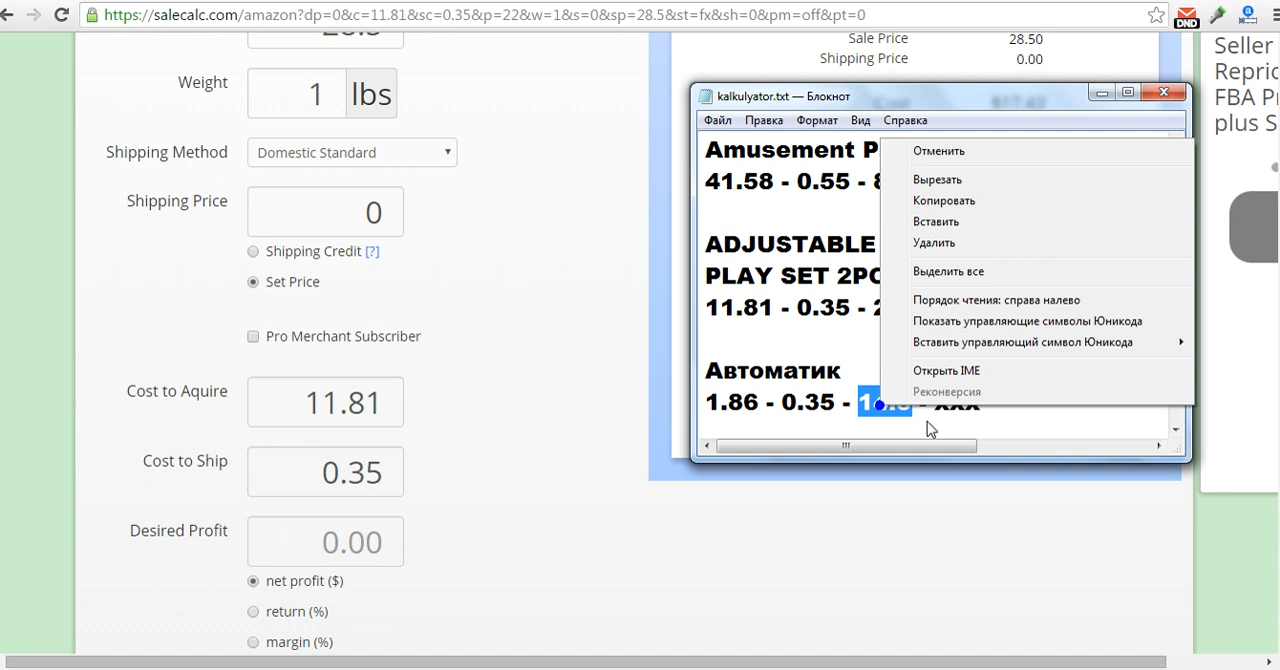 https://salecalc.com/amazon?dp=0&c=11.81&sc=0.35&p=22&w=1&s=0&sp=28.5&st=fx&sh=0&pm=off&pt=0
DND
28.5
Weight
1 lbs
Shipping Method
Domestic Standard
Shipping Price
0
Shipping Credit [?]
Set Price
Pro Merchant Subscriber
Cost to Aquire
11.81
Cost to Ship
0.35
Desired Profit
0.00
net profit ($)
return (%)
margin (%)
Sale Price 28.50
Shipping Price 0.00
kalkulyator.txt — Блокнот
Файл Правка Формат Вид Справка
Amusement P
41.58 - 0.55 - 8
ADJUSTABLE
PLAY SET 2PC
11.81 - 0.35 - 2
Автоматик
1.86 - 0.35 - - xxx
Отменить
Вырезать
Копировать
Вставить
Удалить
Выделить все
Порядок чтения: справа налево
Показать управляющие символы Юникода
Вставить управляющий символ Юникода
Открыть IME
Реконверсия
Seller
Repric
FBA P
plus S